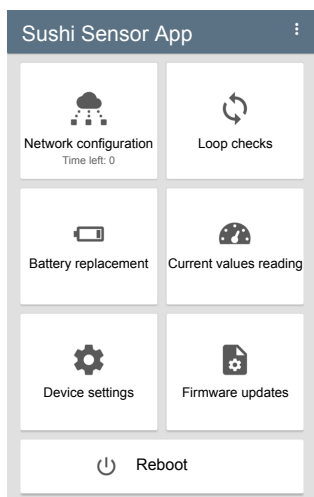 Sushi Sensor App
Network configuration
Time left: 0
Loop checks
Battery replacement
Current values reading
Device settings
Firmware updates
Reboot